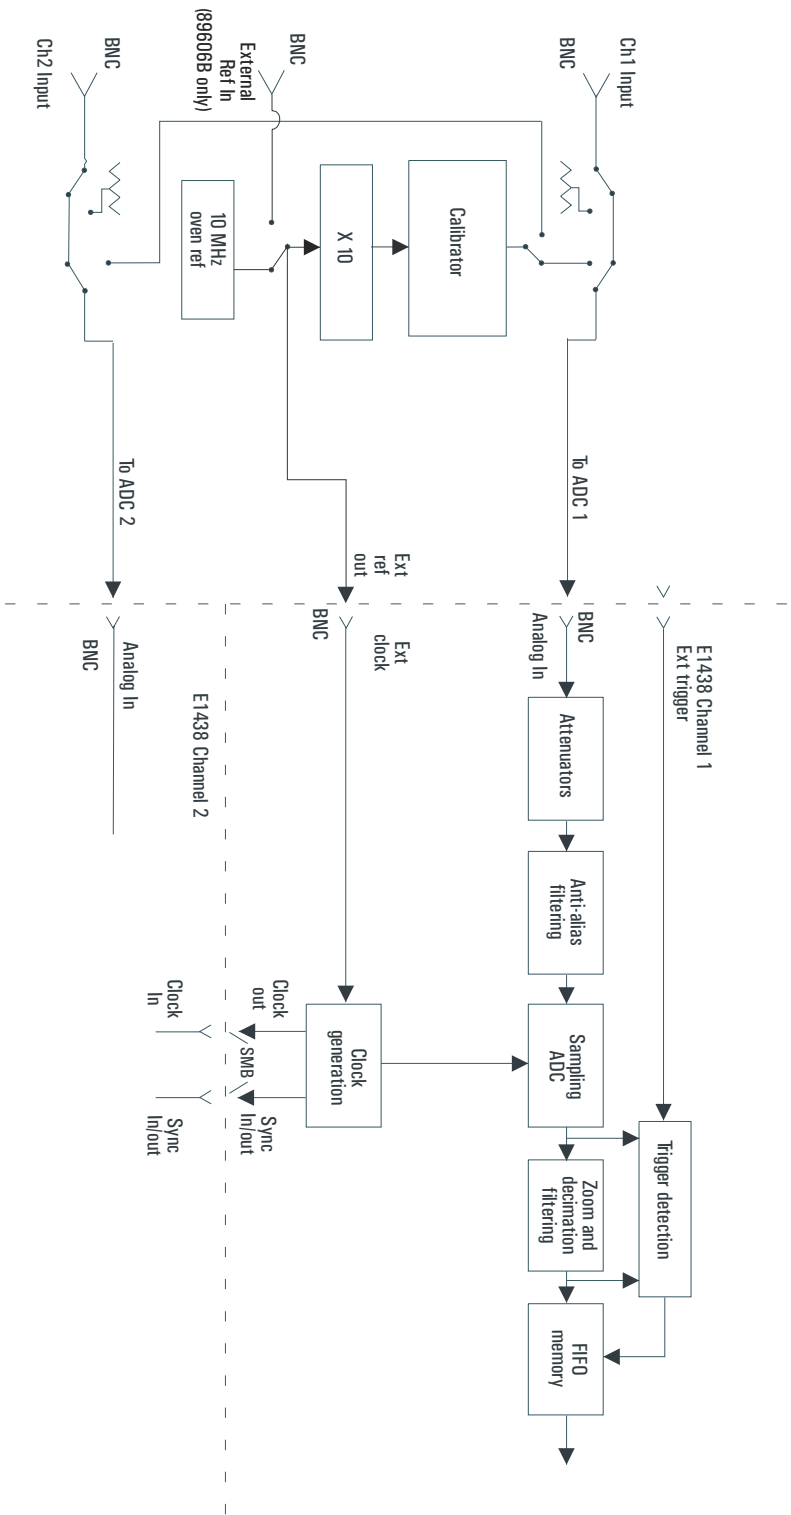 Ch1 Input
BNC
BNC
External
Ref In
(89606B only)
BNC
Ch2 Input
Calibrator
X 10
10 MHz
oven ref
To ADC 1
Ext
ref
out
To ADC 2
E1438 Channel 1
Ext trigger
BNC
Analog In
Ext
clock
BNC
E1438 Channel 2
Analog In
BNC
Attenuators
Anti-alias
filtering
Sampling
ADC
Trigger detection
Zoom and
decimation
filtering
FIFO
memory
Clock
generation
Clock
out
SMB
Sync
In/out
Clock
In
Sync
In/out